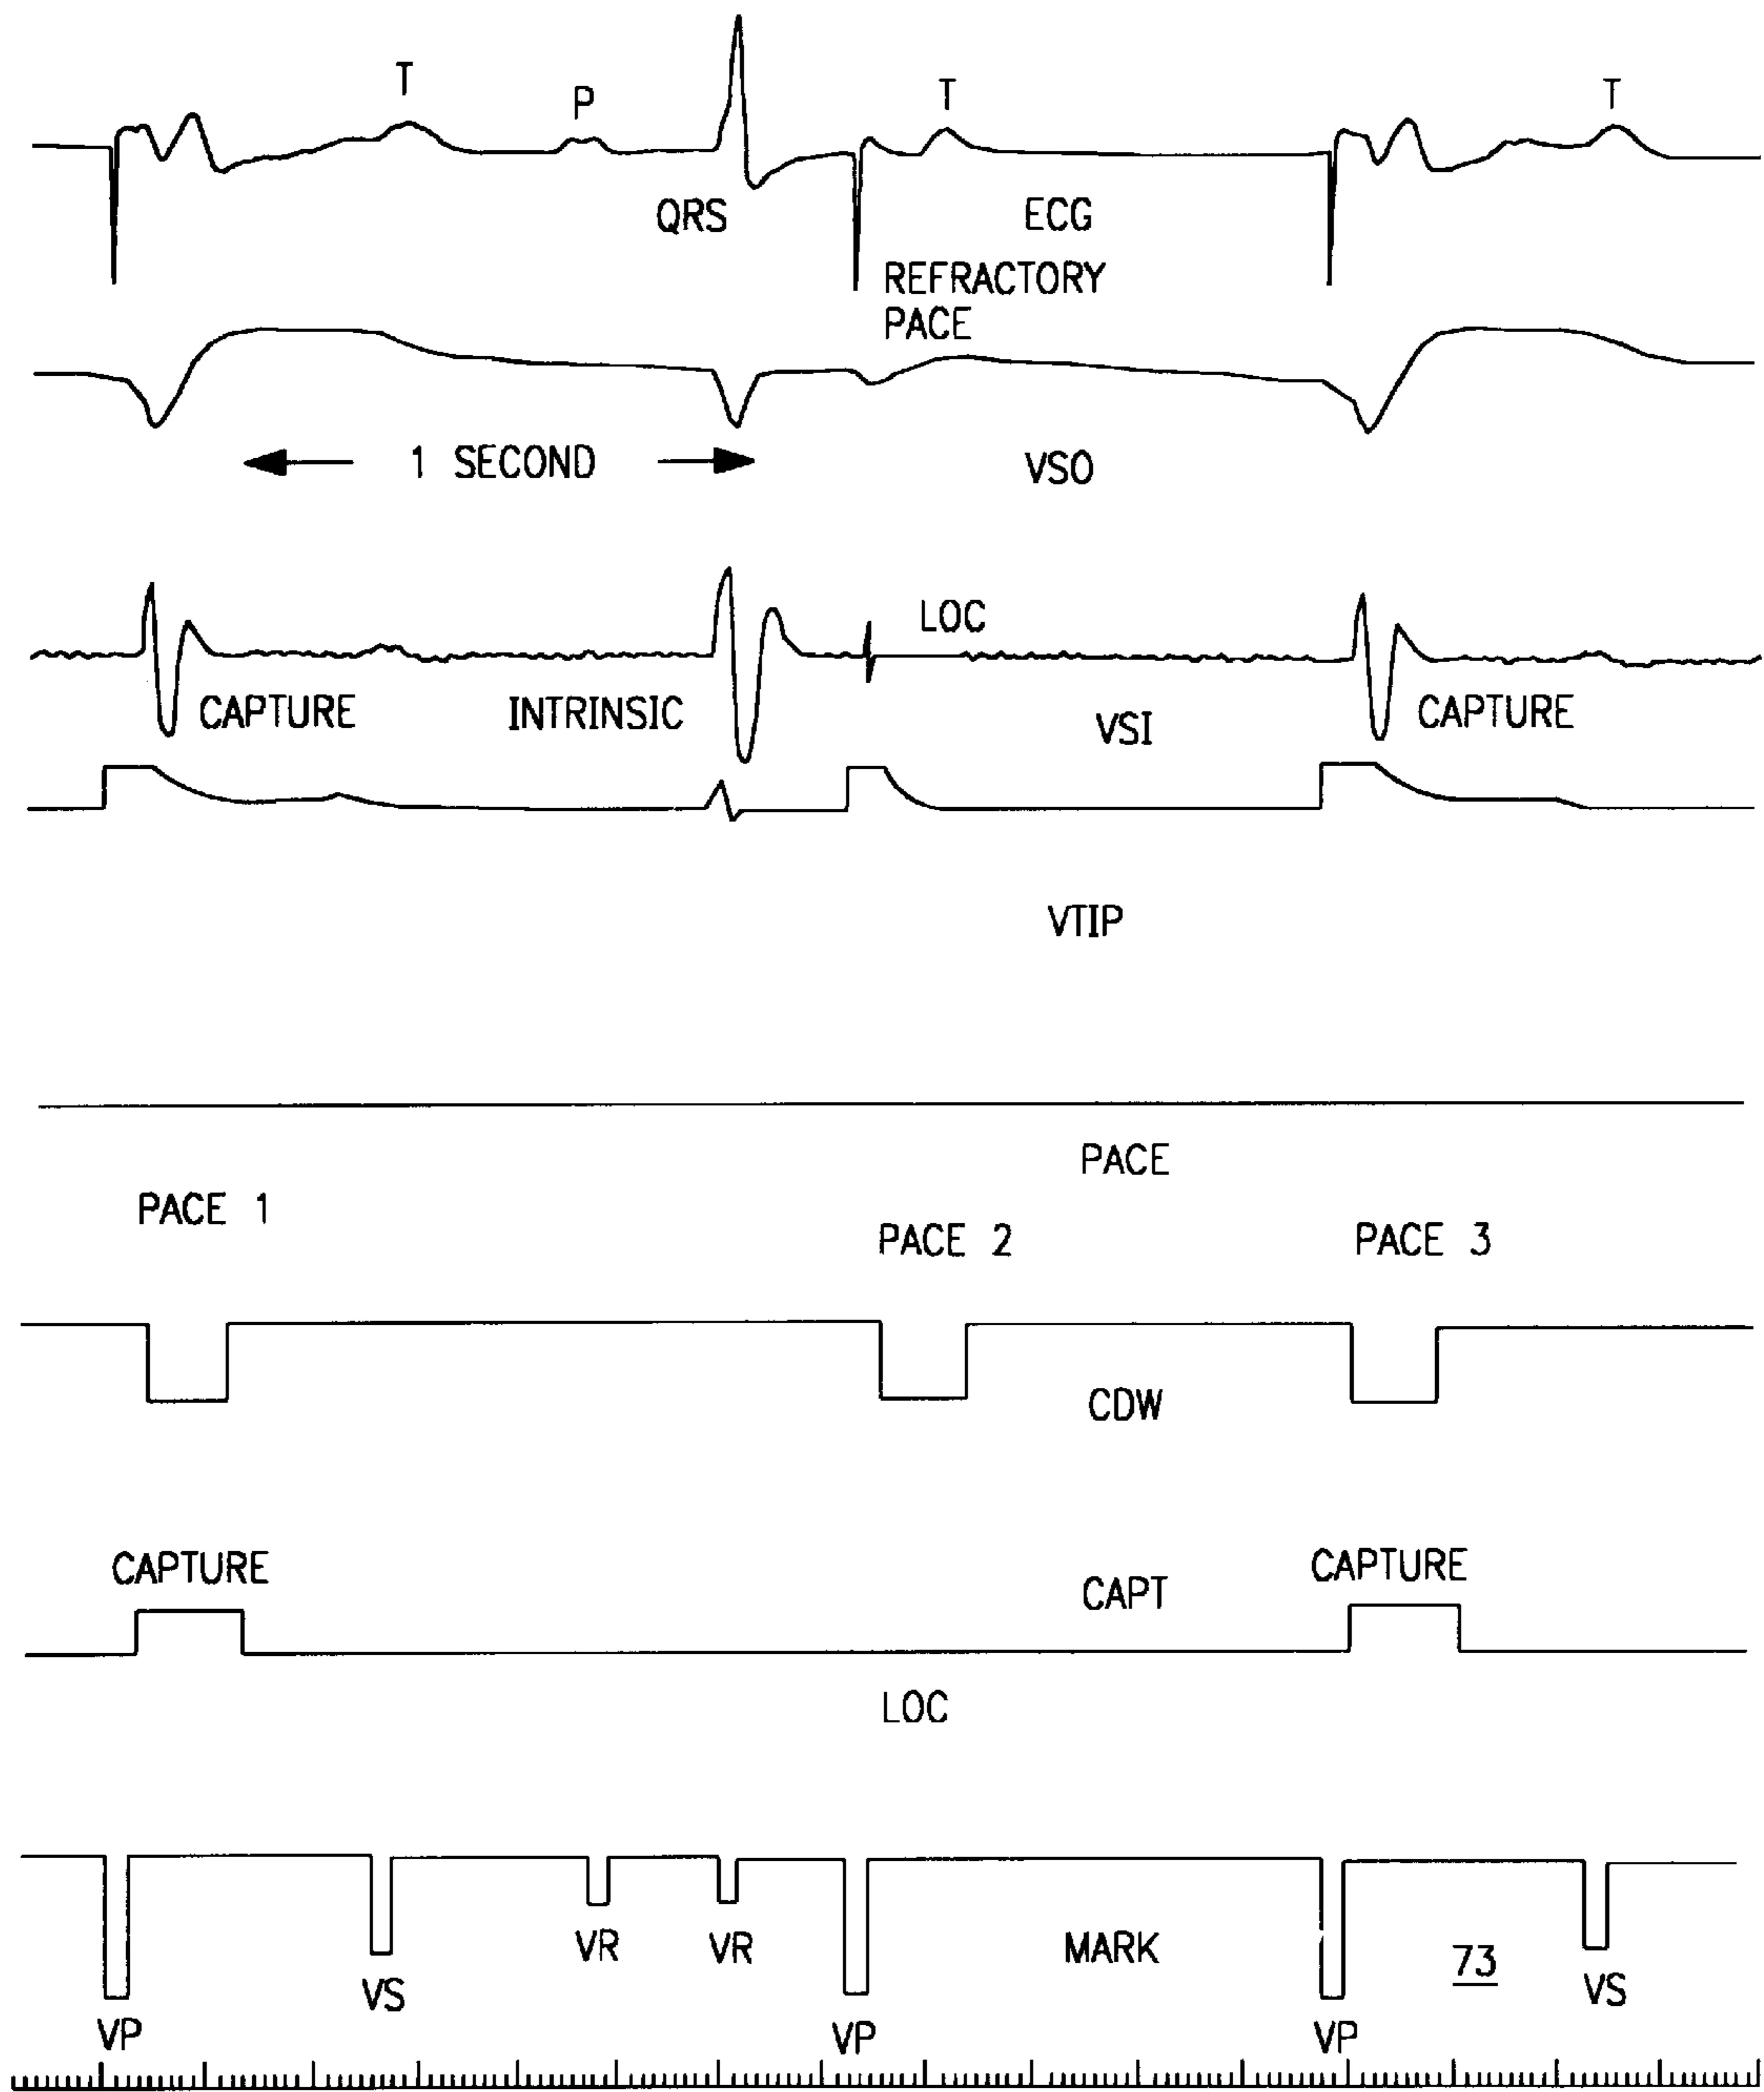 T
P
T
T
QRS
ECG
REFRACTORY
PACE
1 SECOND
VSO
LOC
CAPTURE
INTRINSIC
VSI
CAPTURE
VTIP
PACE
PACE 1
PACE 2
PACE 3
CDW
CAPTURE
CAPT
CAPTURE
LOC
VR
VR
MARK
73
VS
VS
VP
VP
VP